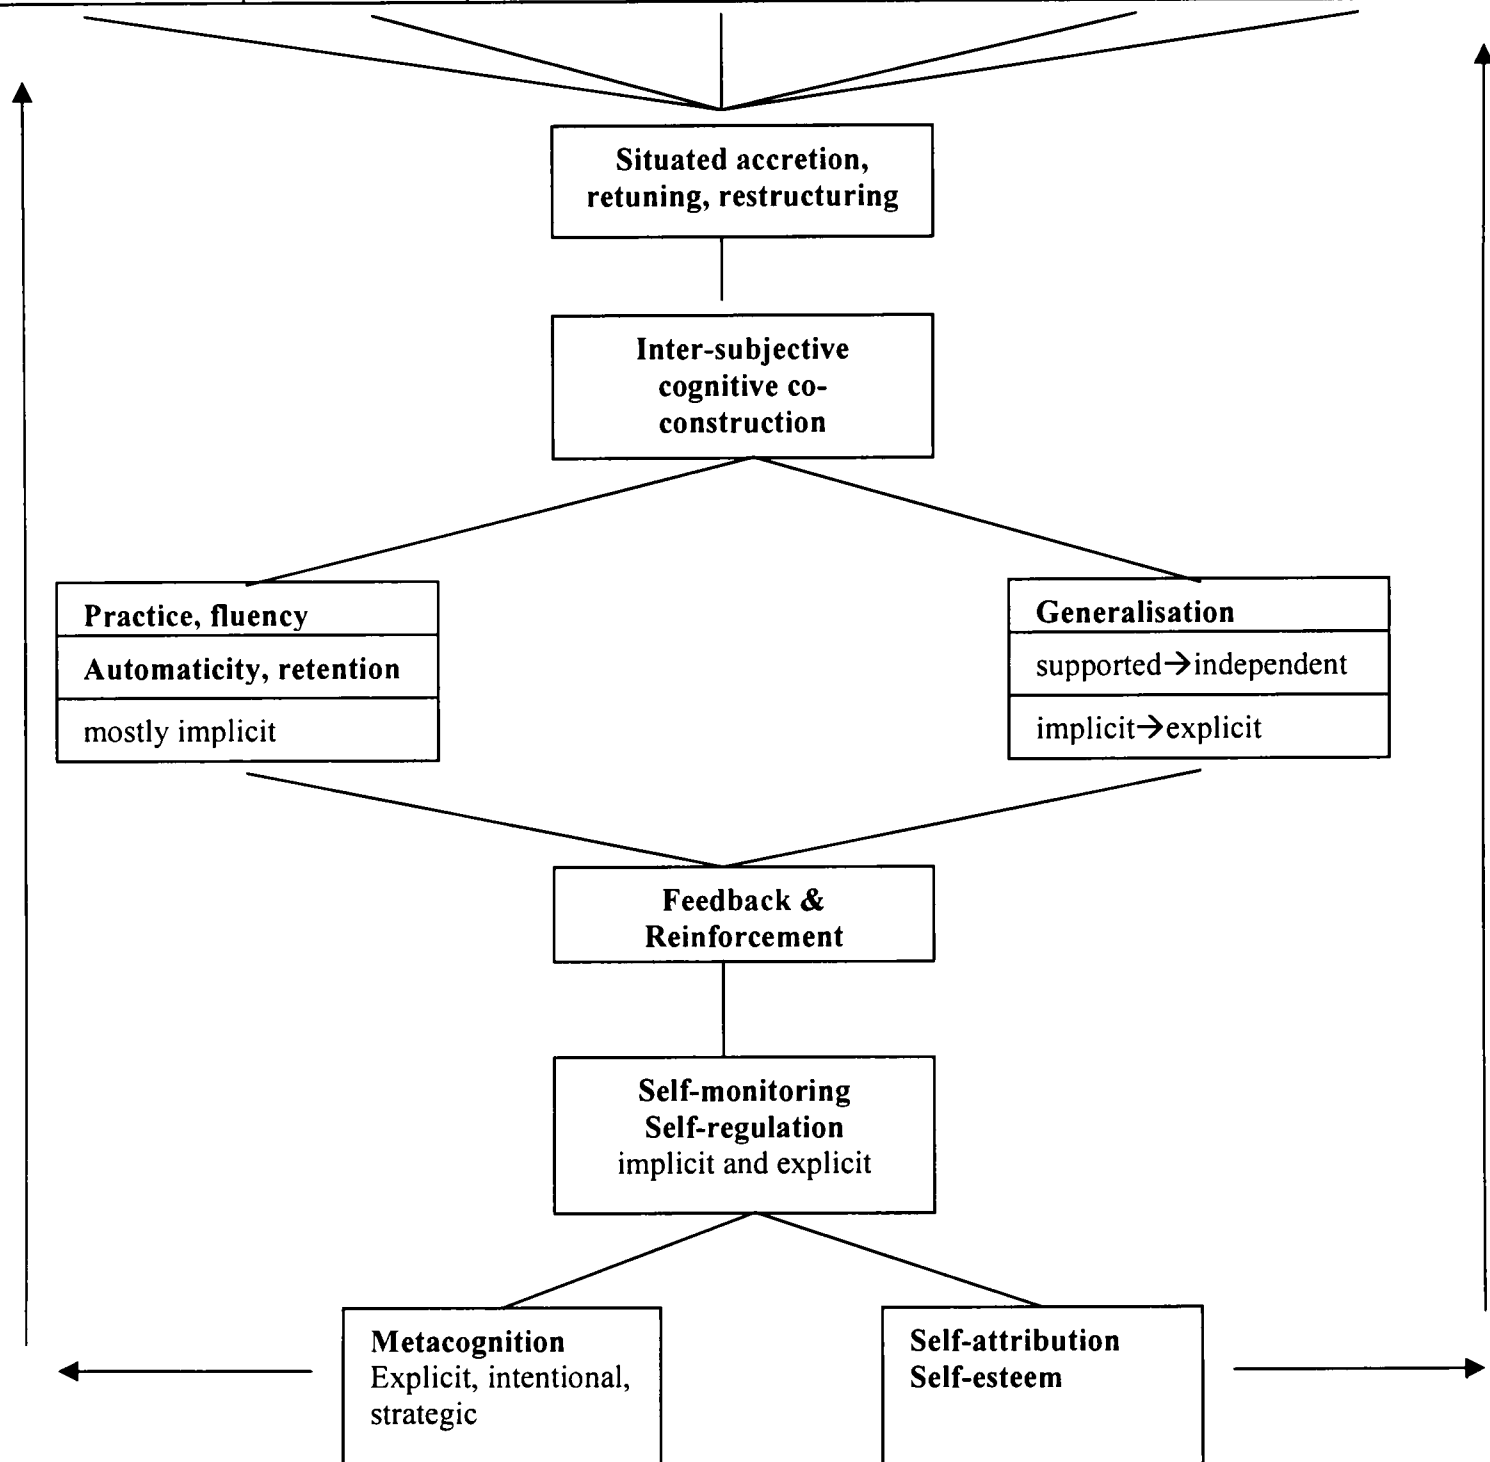 Situated accretion,
retuning, restructuring
Inter-subjective
cognitive co-
construction
Practice, fluency
Automaticity, retention
mostly implicit
Generalisation
supported→independent
implicit→explicit
Feedback &
Reinforcement
Self-monitoring
Self-regulation
implicit and explicit
Metacognition
Explicit, intentional,
strategic
Self-attribution
Self-esteem